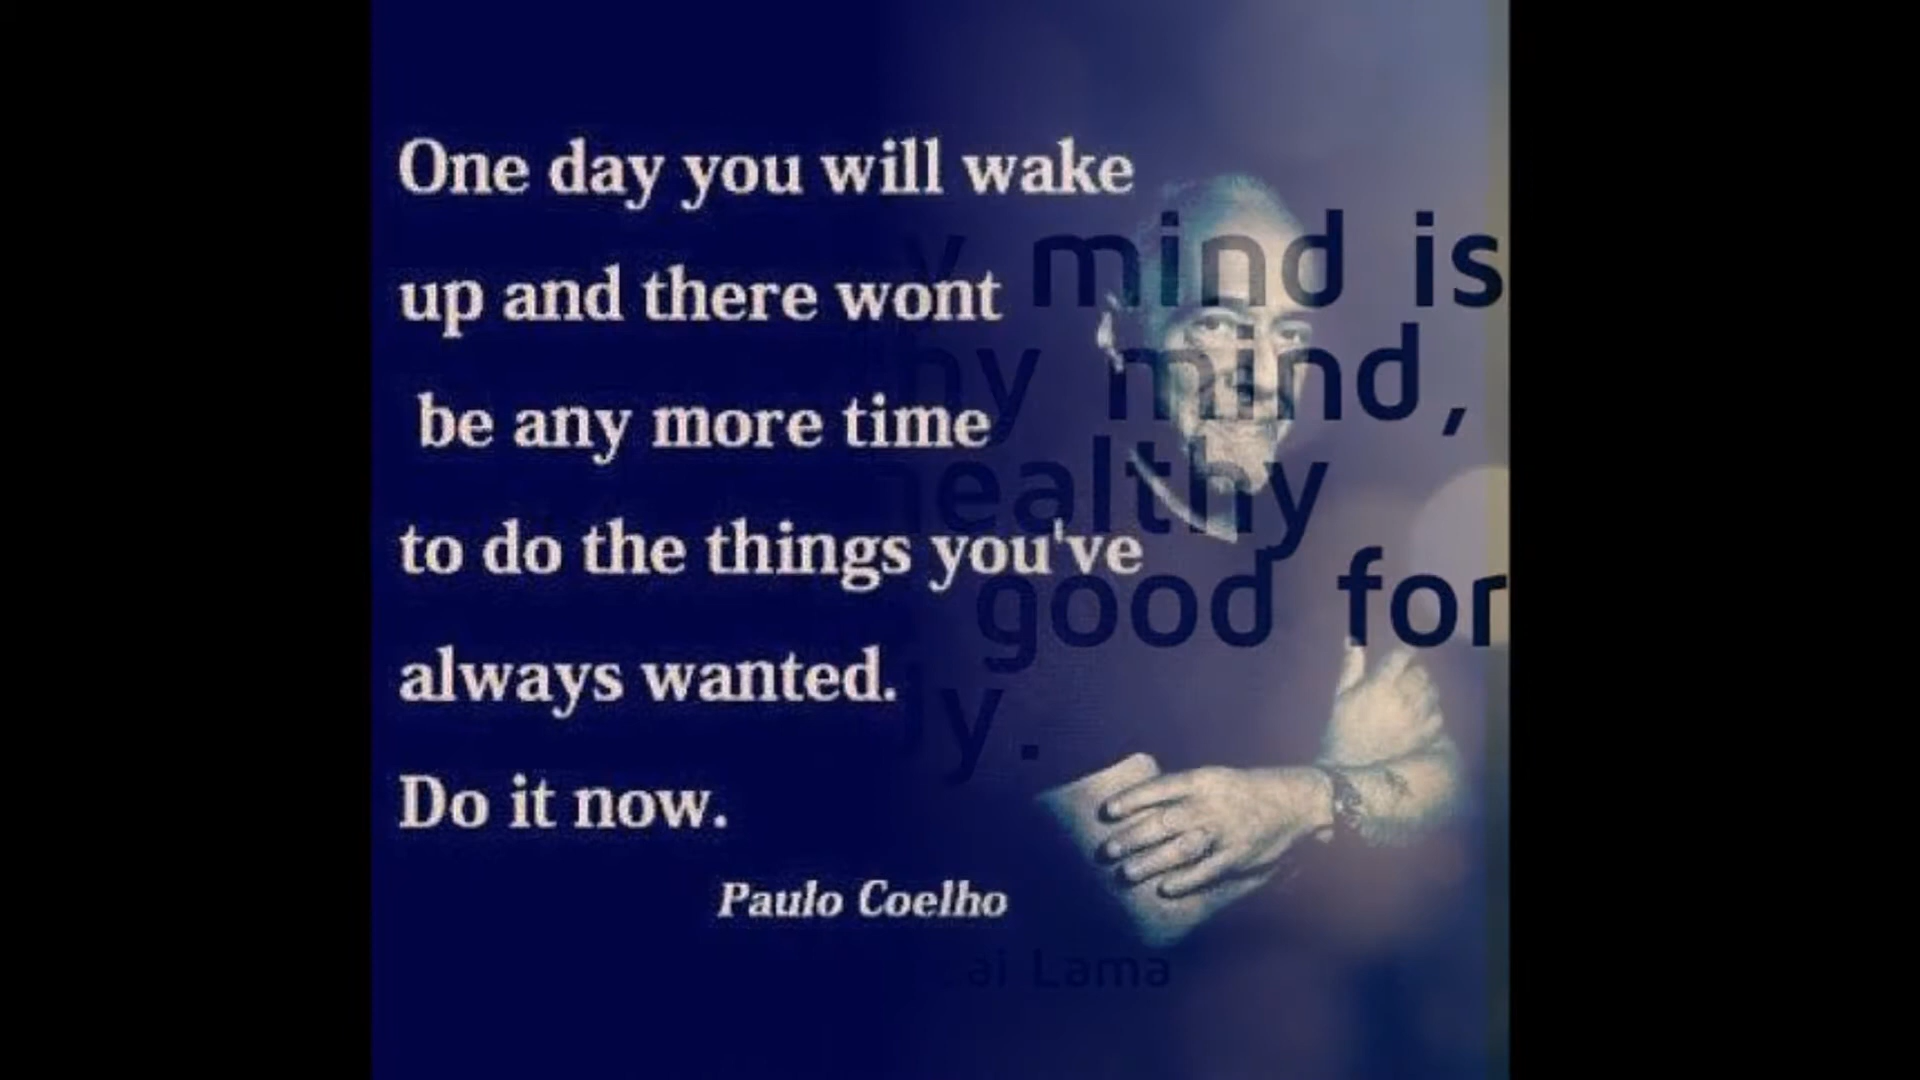 One day you will wake
up and there wont
be any more time
to do the things you've
always wanted.
Do it now.
Paulo Coelho
mind is
mind,
good for
Lama